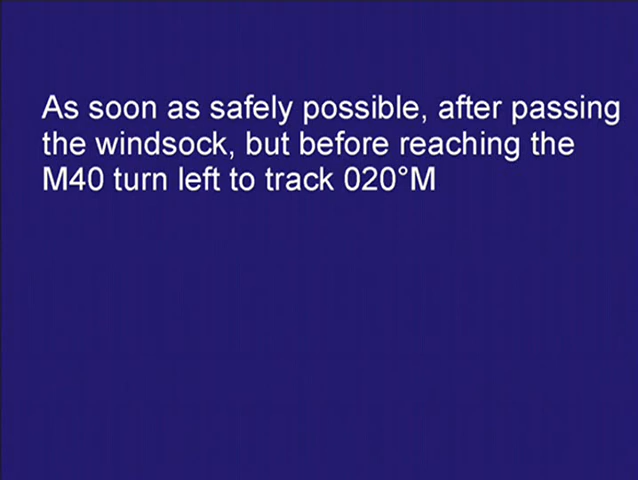 As soon as safely possible, after passing
the windsock, but before reaching the
M40 turn left to track 020°M